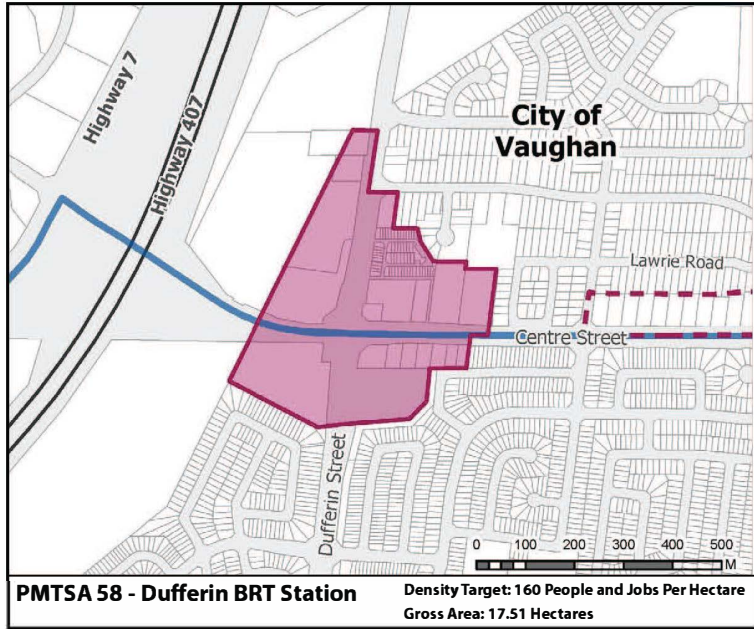 Highway 7
Highway 407
City of
Vaughan
Lawrie Road
Centre Street
Dufferin Street
0 100 200 300 400 500
M
PMTSA 58 - Dufferin BRT Station
Density Target: 160 People and Jobs Per Hectare
Gross Area: 17.51 Hectares